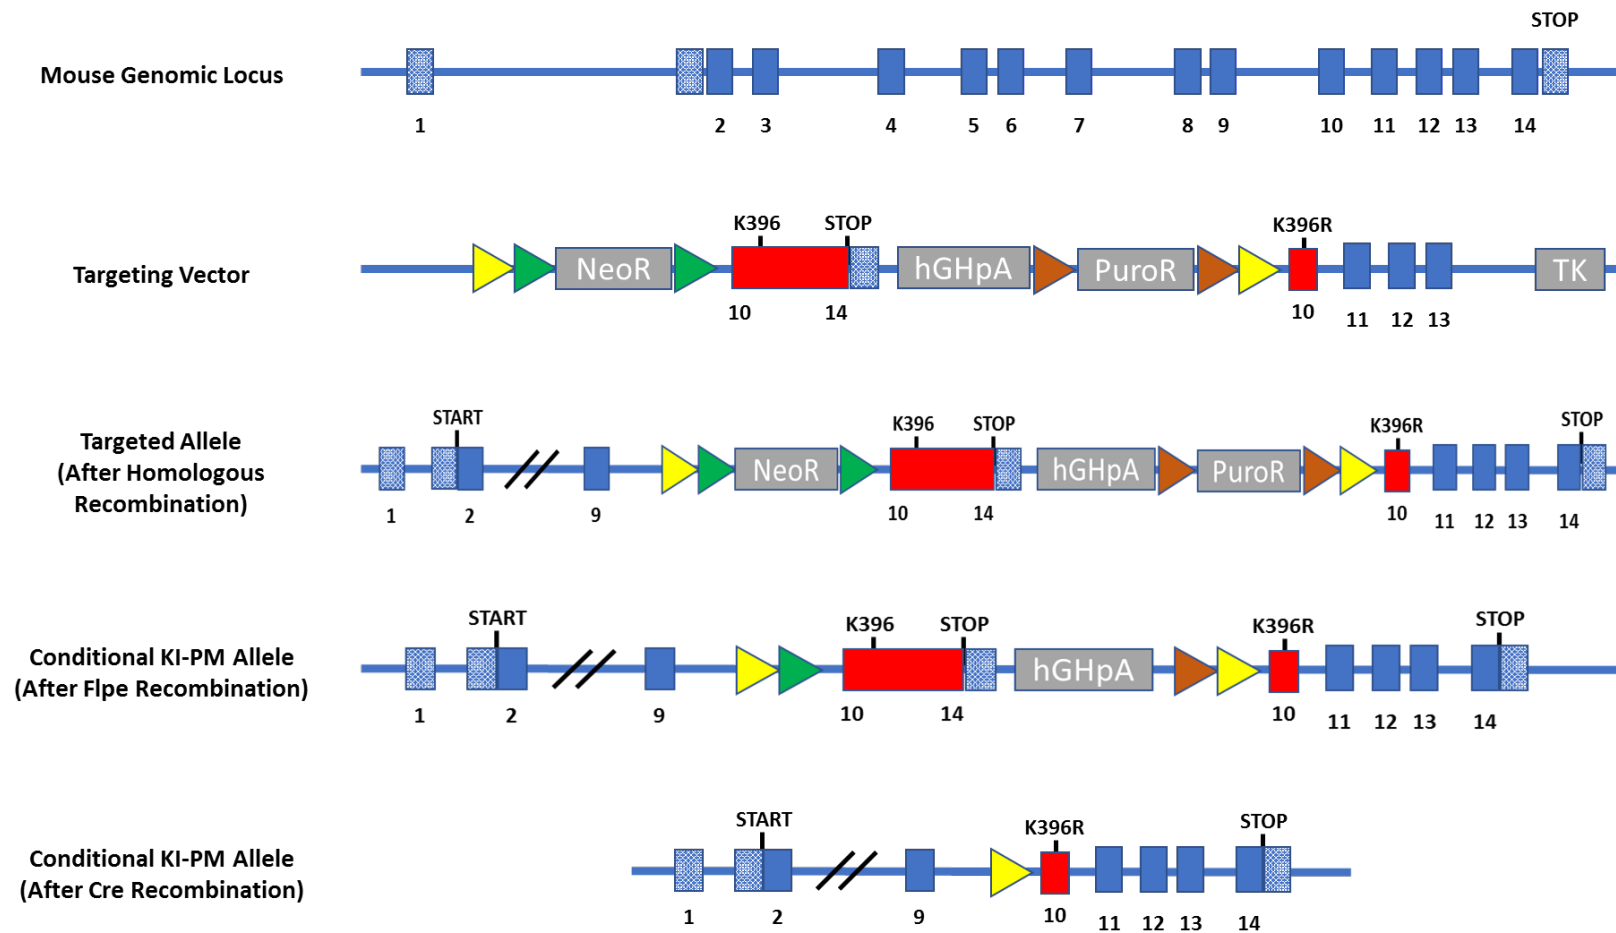 STOP
Mouse Genomic Locus
1 2 3 4 5 6 7 8 9 10 11 12 13 14
K396 STOP K396R
Targeting Vector
NeoR hGHpA PuroR TK
10 14 10 11 12 13
START K396 STOP K396R STOP
Targeted Allele
(After Homologous
Recombination)
NeoR hGHpA PuroR
1 2 9 10 14 10 11 12 13 14
START K396 STOP K396R STOP
Conditional KI-PM Allele
(After Flpe Recombination)
hGHpA
1 2 9 10 14 10 11 12 13 14
START K396R STOP
Conditional KI-PM Allele
(After Cre Recombination)
1 2 9 10 11 12 13 14